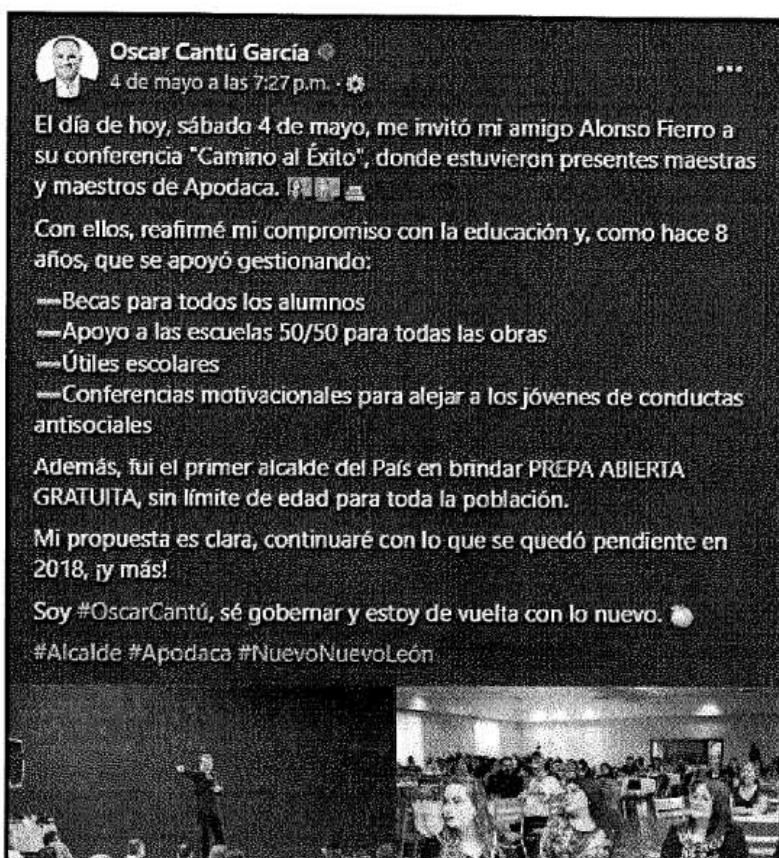 Oscar Cantú García
4 de mayo a las 7:27 p.m. ·
El día de hoy, sábado 4 de mayo, me invitó mi amigo Alonso Fierro a
su conferencia "Camino al Éxito", donde estuvieron presentes maestras
y maestros de Apodaca.
Con ellos, reafirmé mi compromiso con la educación y, como hace 8
años, que se apoyó gestionando:
➖Becas para todos los alumnos
➖Apoyo a las escuelas 50/50 para todas las obras
➖Útiles escolares
➖Conferencias motivacionales para alejar a los jóvenes de conductas
antisociales
Además, fui el primer alcalde del País en brindar PREPA ABIERTA
GRATUITA, sin límite de edad para toda la población.
Mi propuesta es clara, continuaré con lo que se quedó pendiente en
2018, ¡y más!
Soy #OscarCantú, sé gobernar y estoy de vuelta con lo nuevo.
#Alcalde #Apodaca #NuevoNuevoLeón